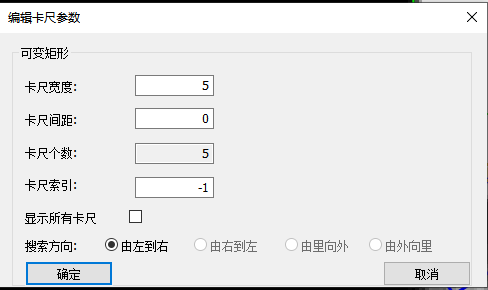 编辑卡尺参数
可变矩形
卡尺宽度: 5
卡尺间距: 0
卡尺个数: 5
卡尺索引: -1
显示所有卡尺
搜索方向: 由左到右 由右到左 由里向外 由外向里
确定 取消